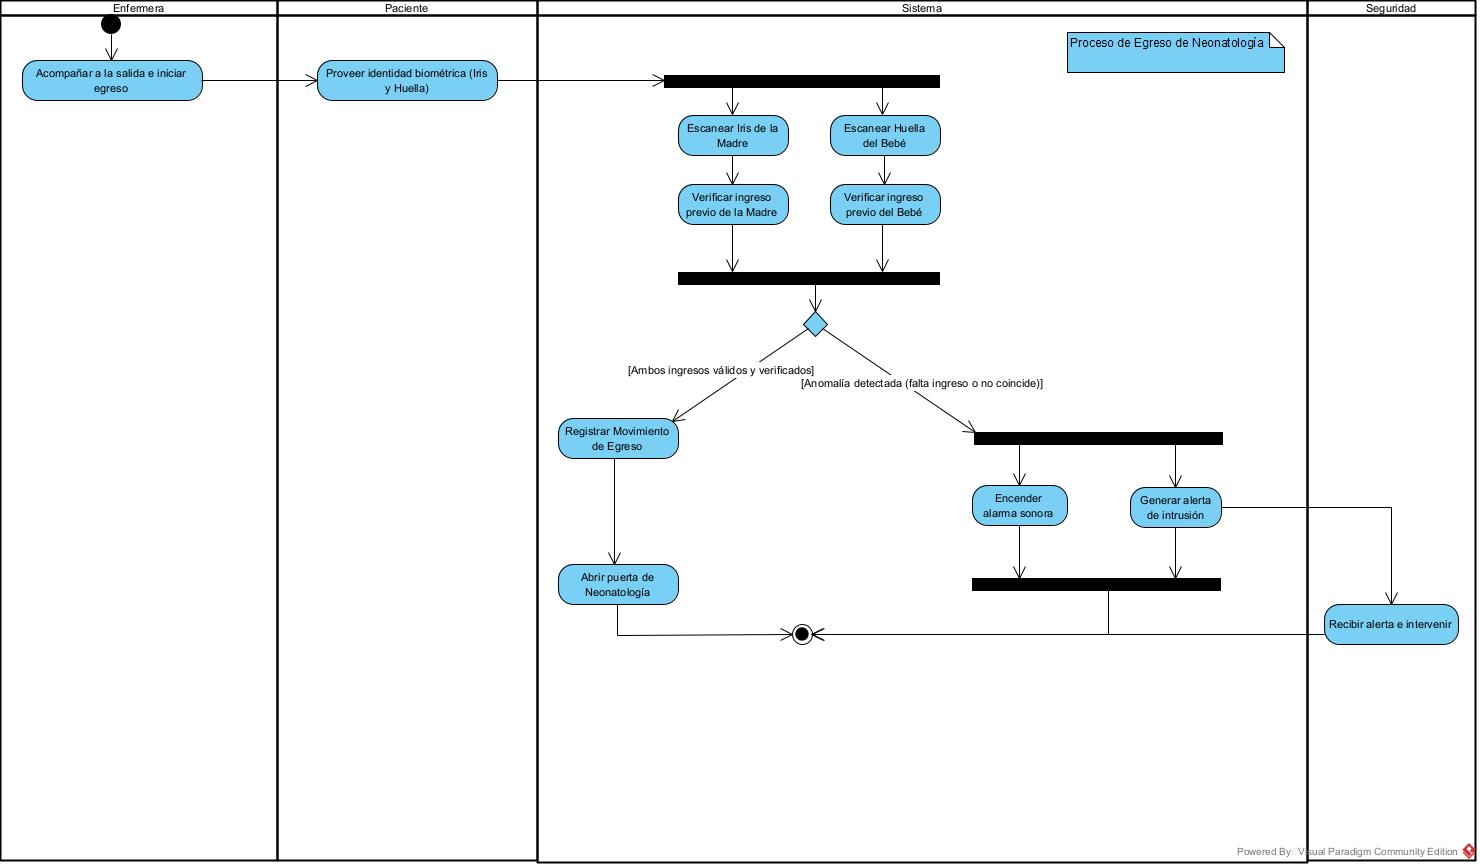 Enfermera
Paciente
Sistema
Seguridad
Proceso de Egreso de Neonatología
Acompañar a la salida e iniciar
egreso
Proveer identidad biométrica (Iris
y Huella)
Escanear Iris de la
Madre
Escanear Huella
del Bebé
Verificar ingreso
previo de la Madre
Verificar ingreso
previo del Bebé
[Ambos ingresos válidos y verificados]
[Anomalía detectada (falta ingreso o no coincide)]
Registrar Movimiento
de Egreso
Encender
alarma sonora
Generar alerta
de intrusión
Abrir puerta de
Neonatología
Recibir alerta e intervenir
Powered By Visual Paradigm Community Edition